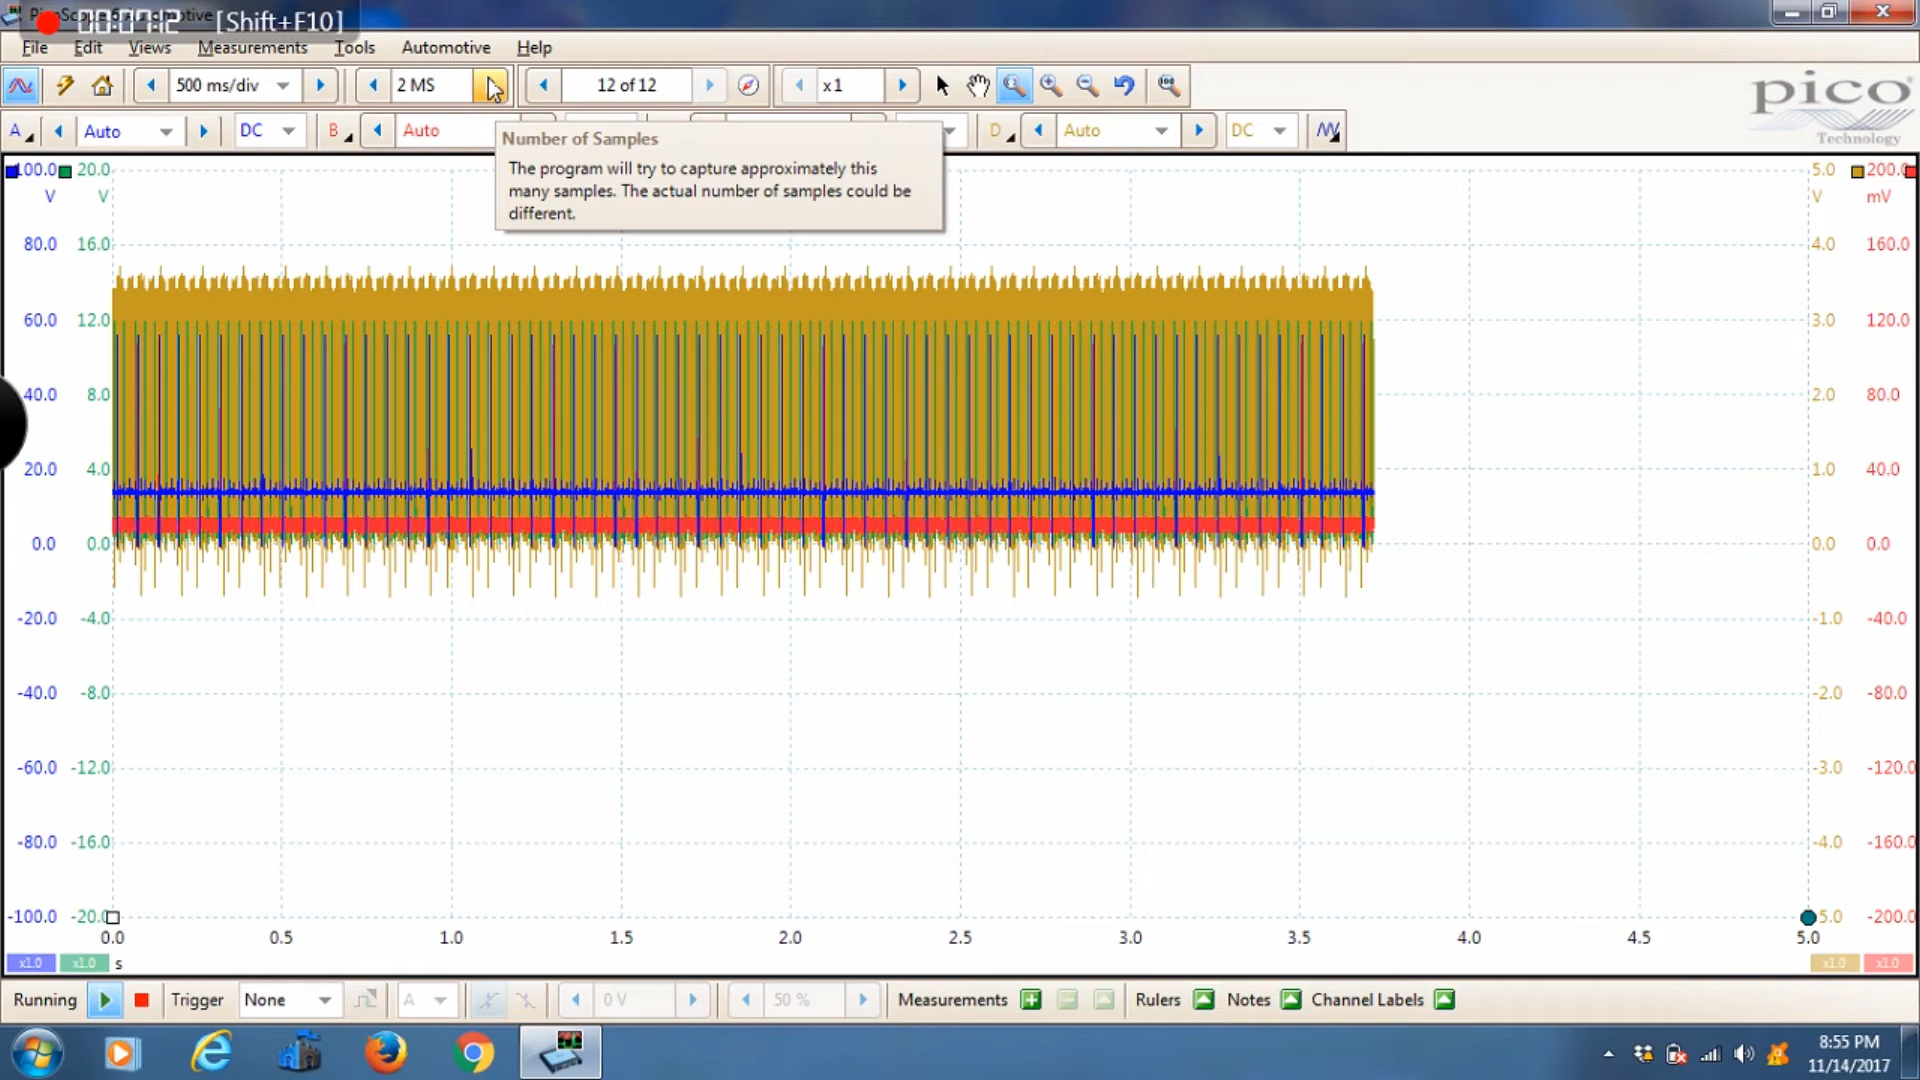 [Shift+F10]
File Edit Views Measurements Tools Automotive Help
500 ms/div 2 MS 12 of 12 x1
pico
Technology
A Auto DC B Auto D Auto DC
Number of Samples
The program will try to capture approximately this
many samples. The actual number of samples could be
different.
100.0 20.0 5.0 200.0
V V V mV
80.0 16.0 4.0 160.0
60.0 12.0 3.0 120.0
40.0 8.0 2.0 80.0
20.0 4.0 1.0 40.0
0.0 0.0 0.0 0.0
-20.0 -4.0 -1.0 -40.0
-40.0 -8.0 -2.0 -80.0
-60.0 -12.0 -3.0 -120.0
-80.0 -16.0 -4.0 -160.0
-100.0 -20.0 5.0 -200.0
0.0 0.5 1.0 1.5 2.0 2.5 3.0 3.5 4.0 4.5 5.0
x1.0 x1.0 s x1.0 x1.0
Running Trigger None A 0 V 50 % Measurements Rulers Notes Channel Labels
8:55 PM
11/14/2017